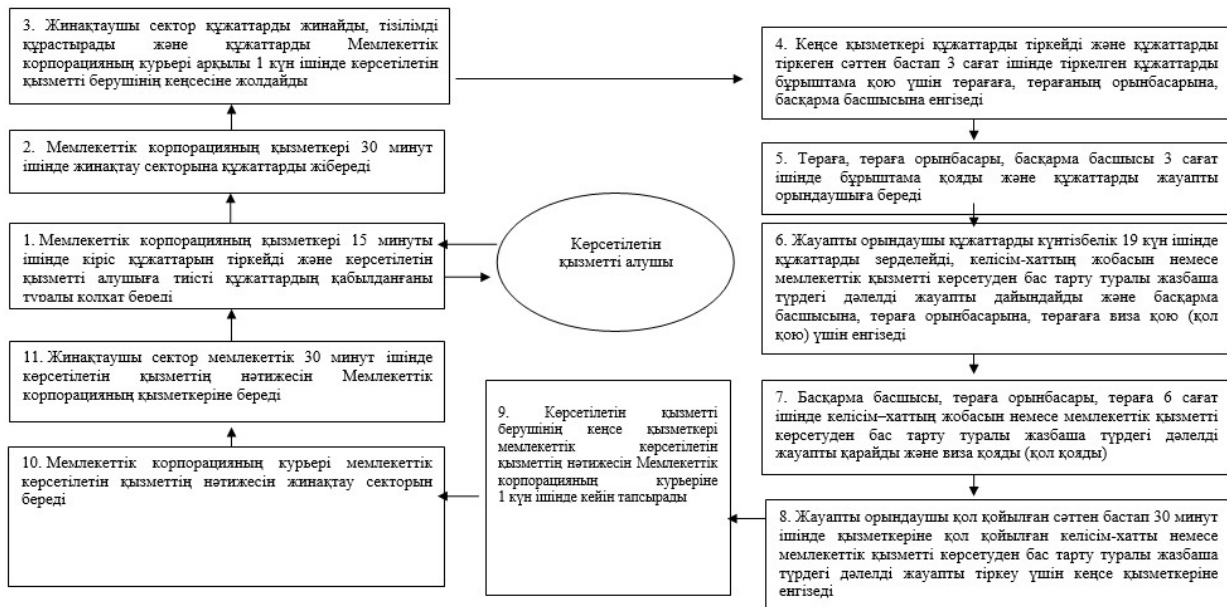 3. Жинақтаушы сектор құжаттарды жинайды, тізілімді
құрастырады және құжаттарды Мемлекеттік
корпорацияның курьері арқылы 1 күн ішінде көрсетілетін
қызметті берушінің кеңсесіне жолдайды
2. Мемлекеттік корпорацияның қызметкері 30 минут
ішінде жинақтау секторына құжаттарды жібереді
1. Мемлекеттік корпорацияның қызметкері 15 минуты
ішінде кіріс құжаттарын тіркейді және көрсетілетін
қызметті алушыға тиісті құжаттардың қабылданғаны
туралы қолхат береді
11. Жинақтаушы сектор мемлекеттік 30 минут ішінде
көрсетілетін қызметтің нәтижесін Мемлекеттік
корпорацияның қызметкеріне береді
10. Мемлекеттік корпорацияның курьері мемлекеттік
көрсетілетін қызметтің нәтижесін жинақтау секторын
береді
Көрсетілетін
қызметті алушы
9. Көрсетілетін қызметті
берушінің кеңсе қызметкері
мемлекеттік көрсетілетін
қызметтің нәтижесін Мемлекеттік
корпорацияның курьеріне
1 күн ішінде кейін тапсырады
4. Кеңсе қызметкері құжаттарды тіркейді және құжаттарды
тіркеген сәттен бастап 3 сағат ішінде тіркелген құжаттарды
бұрыштама қою үшін төрағаға, төрағаның орынбасарына,
басқарма басшысына енгізеді
5. Төраға, төраға орынбасары, басқарма басшысы 3 сағат
ішінде бұрыштама қояды және құжаттарды жауапты
орындаушыға береді
6. Жауапты орындаушы құжаттарды күнтізбелік 19 күн ішінде
құжаттарды зерделейді, келісім-хаттың жобасын немесе
мемлекеттік қызметті көрсетуден бас тарту туралы жазбаша
түрдегі дәлелді жауапты дайындайды және басқарма
басшысына, төраға орынбасарына, төрағаға виза қою (қол
қою) үшін енгізеді
7. Басқарма басшысы, төраға орынбасары, төраға 6 сағат
ішінде келісім–хаттың жобасын немесе мемлекеттік қызметті
көрсетуден бас тарту туралы жазбаша түрдегі дәлелді
жауапты қарайды және виза қояды (қол қояды)
8. Жауапты орындаушы қол қойылған сәттен бастап 30 минут
ішінде қызметкеріне қол қойылған келісім-хатты немесе
мемлекеттік қызметті көрсетуден бас тарту туралы жазбаша
түрдегі дәлелді жауапты тіркеу үшін кеңсе қызметкеріне
енгізеді